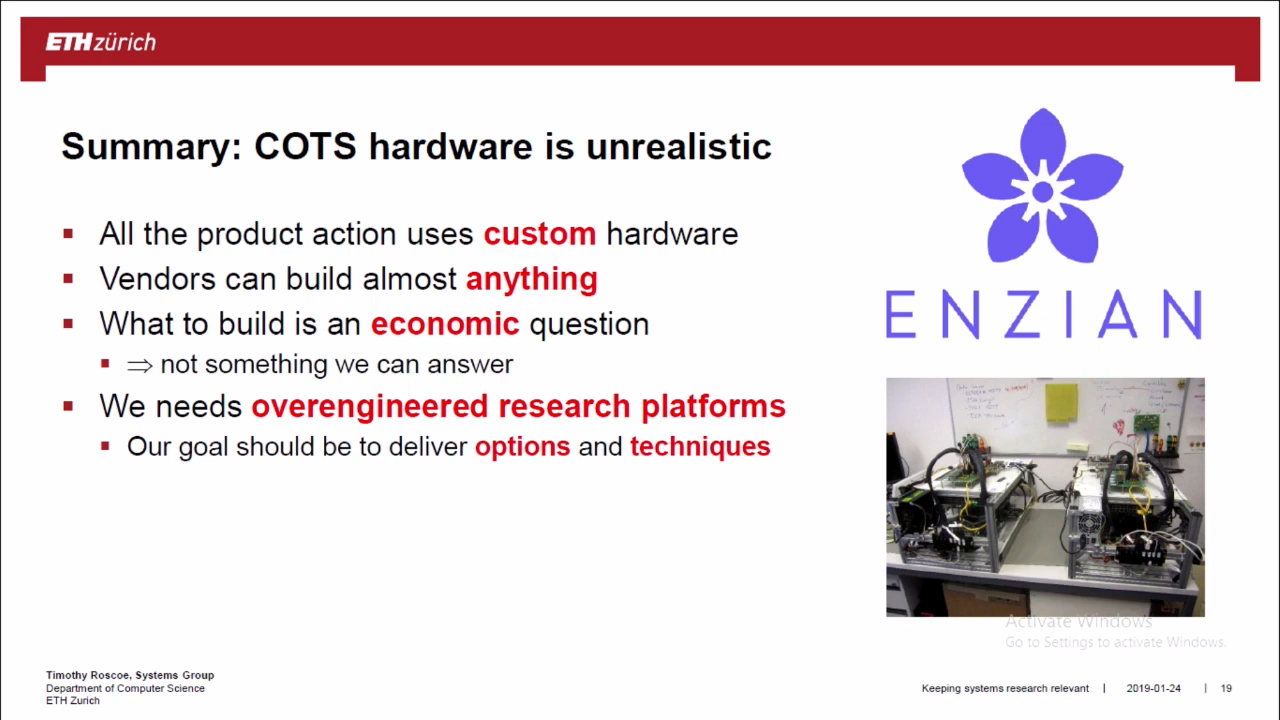 ETHzürich
Summary: COTS hardware is unrealistic
All the product action uses custom hardware
Vendors can build almost anything
What to build is an economic question
⇒ not something we can answer
We needs overengineered research platforms
Our goal should be to deliver options and techniques
ENZIAN
Activate Windows
Go to Settings to activate Windows.
Timothy Roscoe, Systems Group
Department of Computer Science
ETH Zurich
Keeping systems research relevant | 2019-01-24 | 19